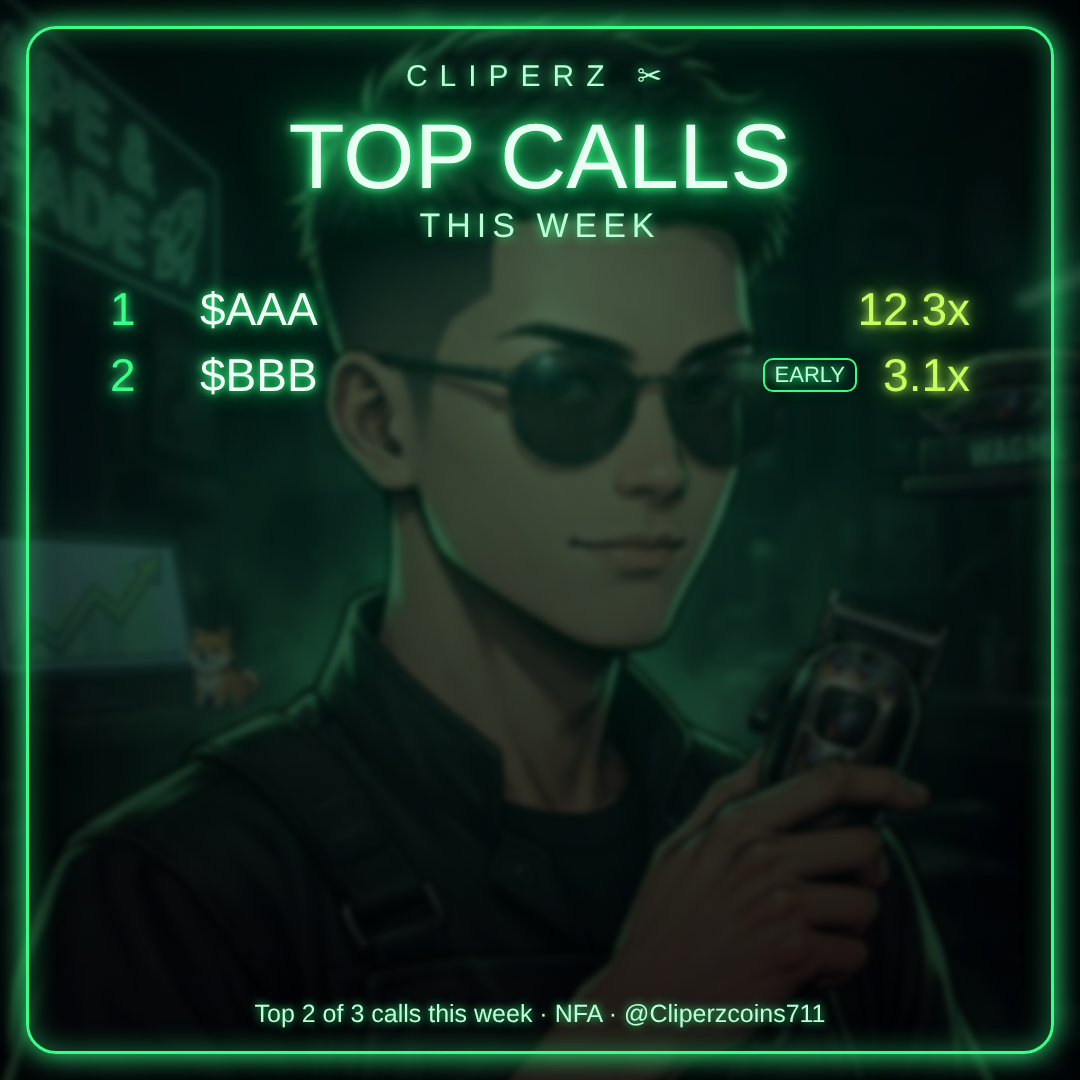 CLIPERZ ✂
TOP CALLS
THIS WEEK
1 $AAA 12.3x
2 $BBB EARLY 3.1x
Top 2 of 3 calls this week · NFA · @Cliperzcoins711